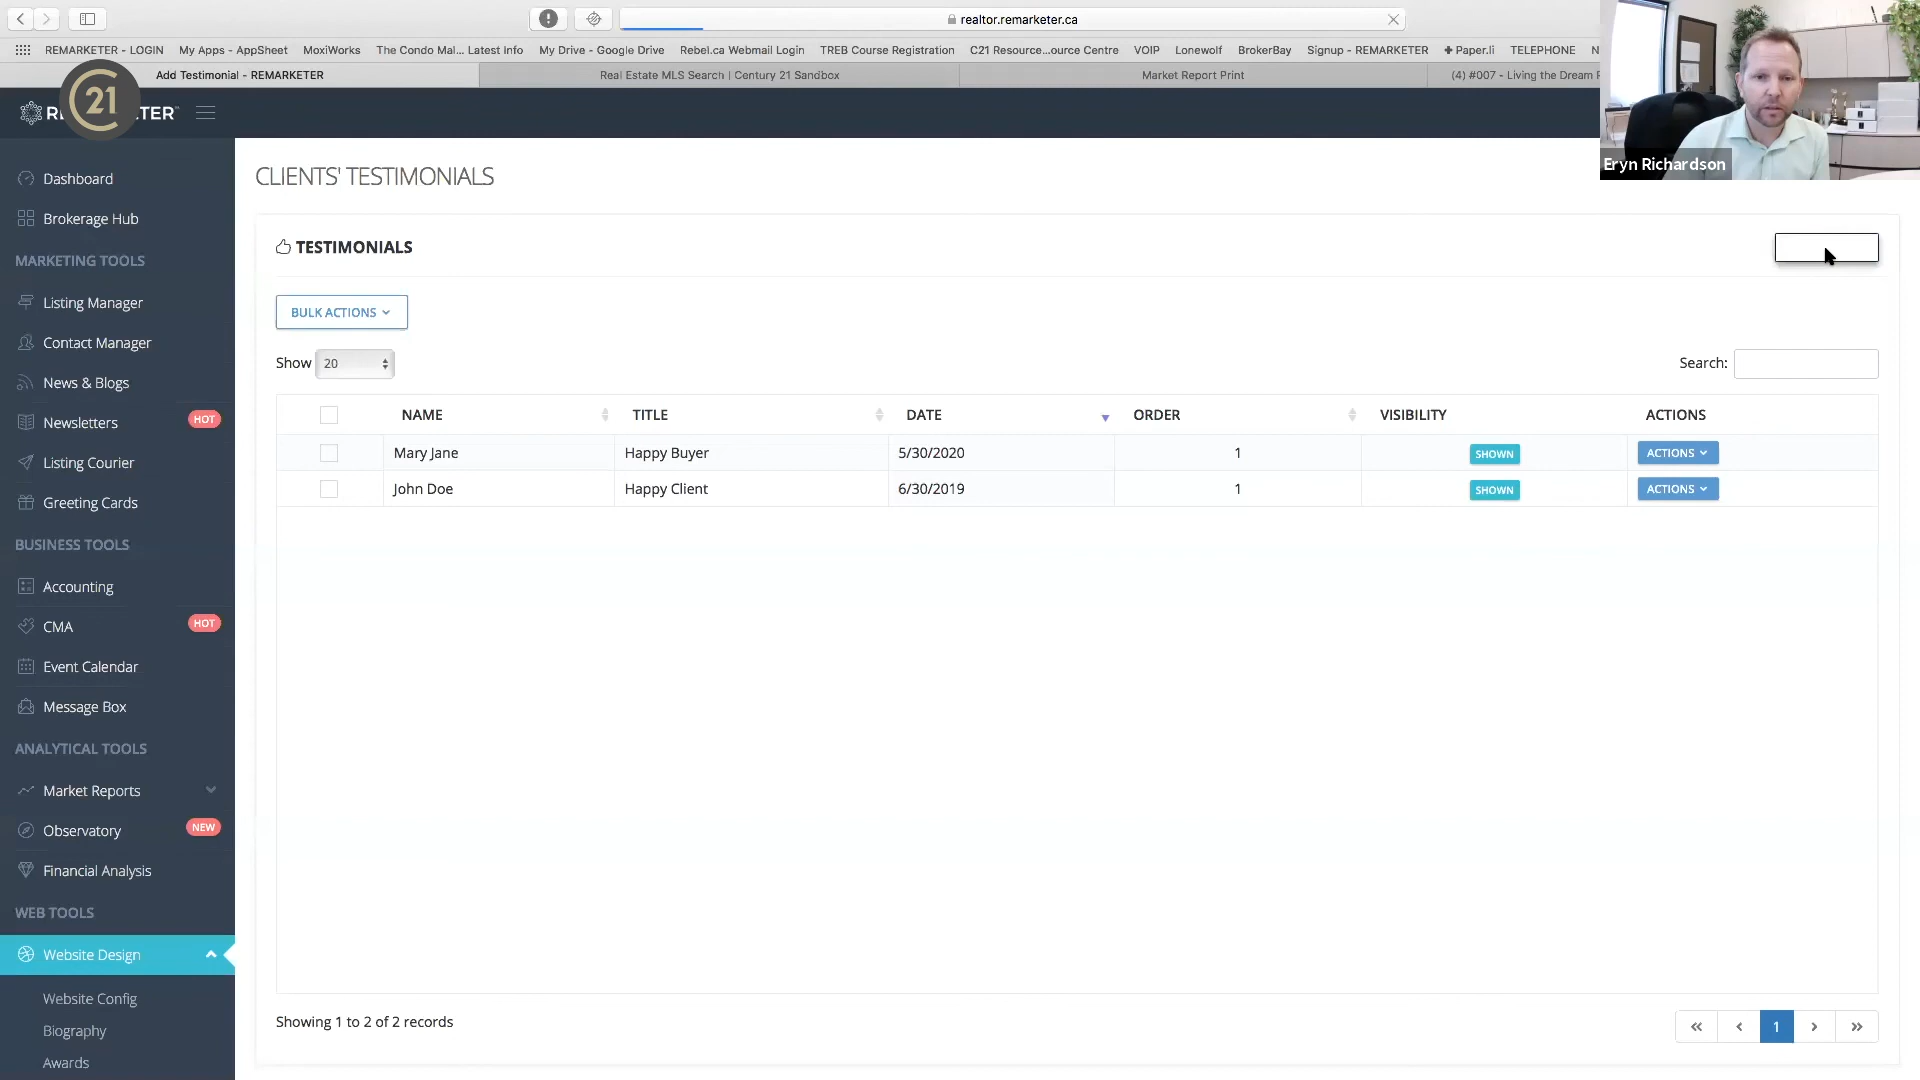 realtor.remarketer.ca
REMARKETER - LOGIN My Apps - AppSheet MoxiWorks The Condo Mal... Latest Info My Drive - Google Drive Rebel.ca Webmail Login TREB Course Registration C21 Resource...ource Centre VOIP Lonewolf BrokerBay Signup - REMARKETER Paper.li TELEPHONE N
Add Testimonial - REMARKETER Real Estate MLS Search | Century 21 Sandbox Market Report Print (4) #007 - Living the Dream
C21
Eryn Richardson
Dashboard
Brokerage Hub
MARKETING TOOLS
Listing Manager
Contact Manager
News & Blogs
Newsletters HOT
Listing Courier
Greeting Cards
BUSINESS TOOLS
Accounting
CMA HOT
Event Calendar
Message Box
ANALYTICAL TOOLS
Market Reports
Observatory NEW
Financial Analysis
WEB TOOLS
Website Design
Website Config
Biography
Awards
CLIENTS' TESTIMONIALS
TESTIMONIALS
BULK ACTIONS
Show 20 Search:
NAME TITLE DATE ORDER VISIBILITY ACTIONS
Mary Jane Happy Buyer 5/30/2020 1 SHOWN ACTIONS
John Doe Happy Client 6/30/2019 1 SHOWN ACTIONS
Showing 1 to 2 of 2 records
« ‹ 1 › »